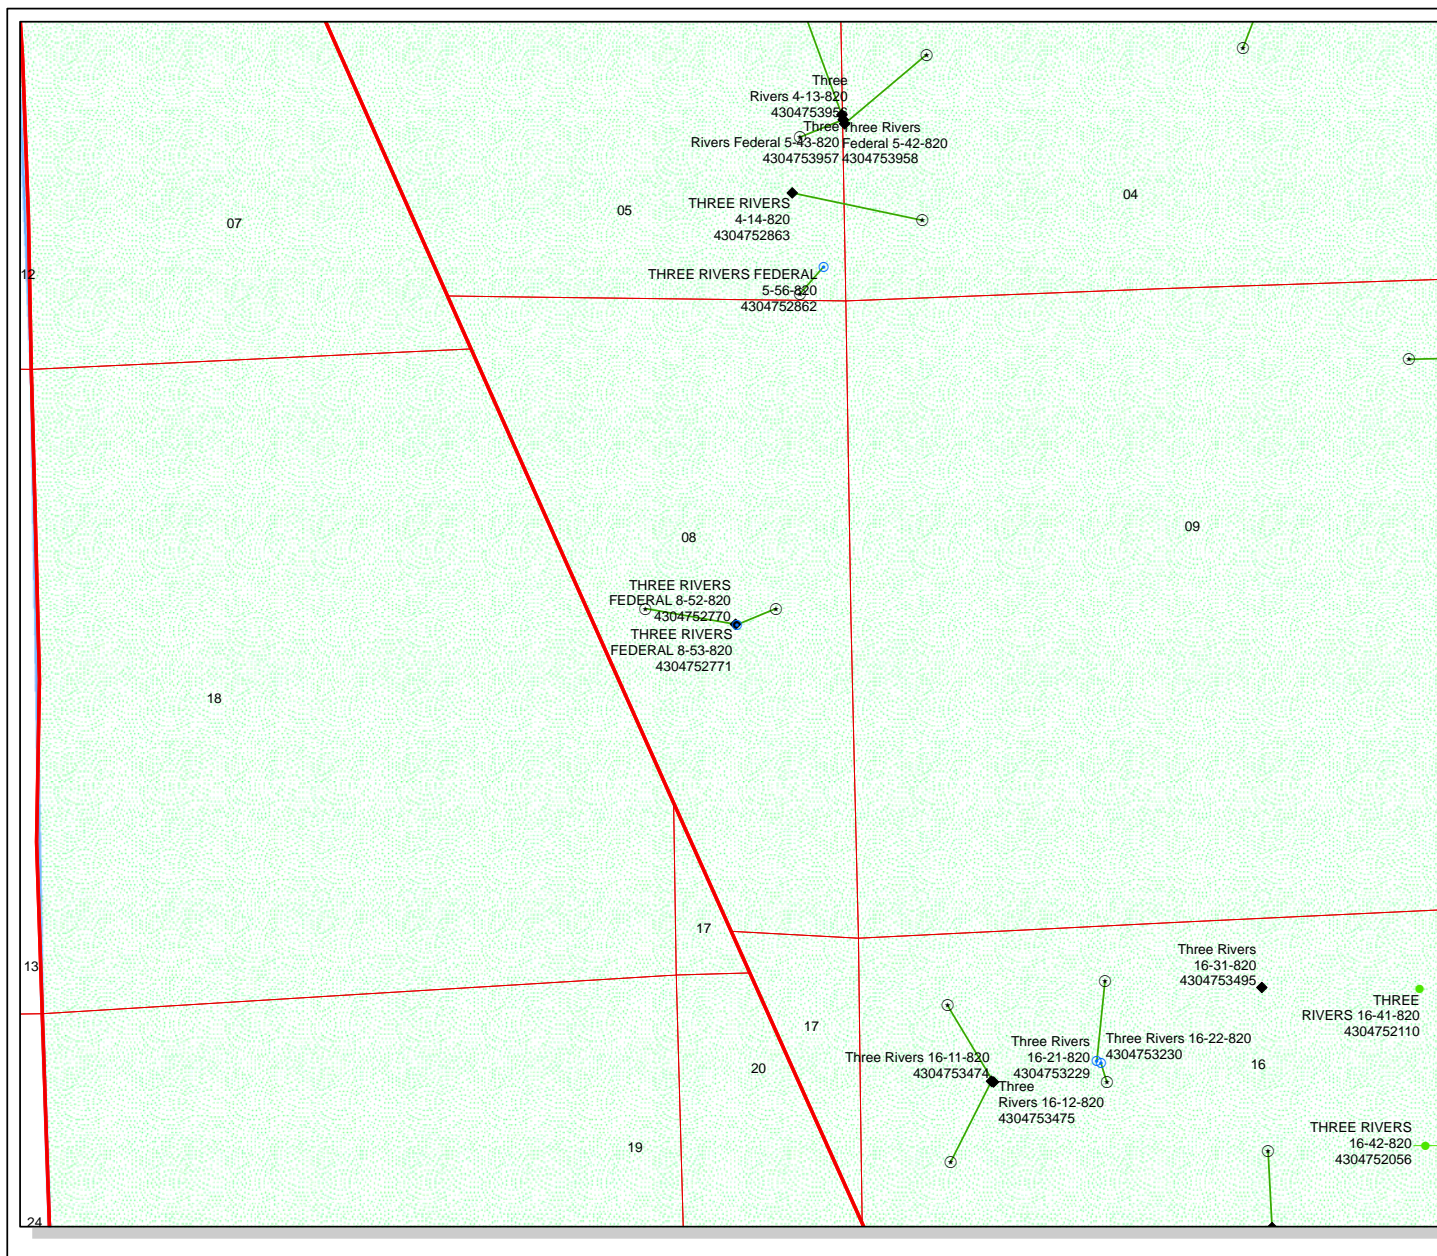 Three
Rivers 4-13-820
4304753956
Three
Rivers Federal 5-43-820
4304753957
Three Rivers
Federal 5-42-820
4304753958
04
05
07
THREE RIVERS
4-14-820
4304752863
12
THREE RIVERS FEDERAL
5-56-820
4304752862
09
08
THREE RIVERS
FEDERAL 8-52-820
4304752770
THREE RIVERS
FEDERAL 8-53-820
4304752771
18
17
13
Three Rivers
16-31-820
4304753495
THREE
RIVERS 16-41-820
4304752110
17
Three Rivers 16-11-820
4304753474
Three Rivers
16-21-820
4304753229
Three Rivers 16-22-820
4304753230
16
20
Three
Rivers 16-12-820
4304753475
THREE RIVERS
16-42-820
4304752056
19
24